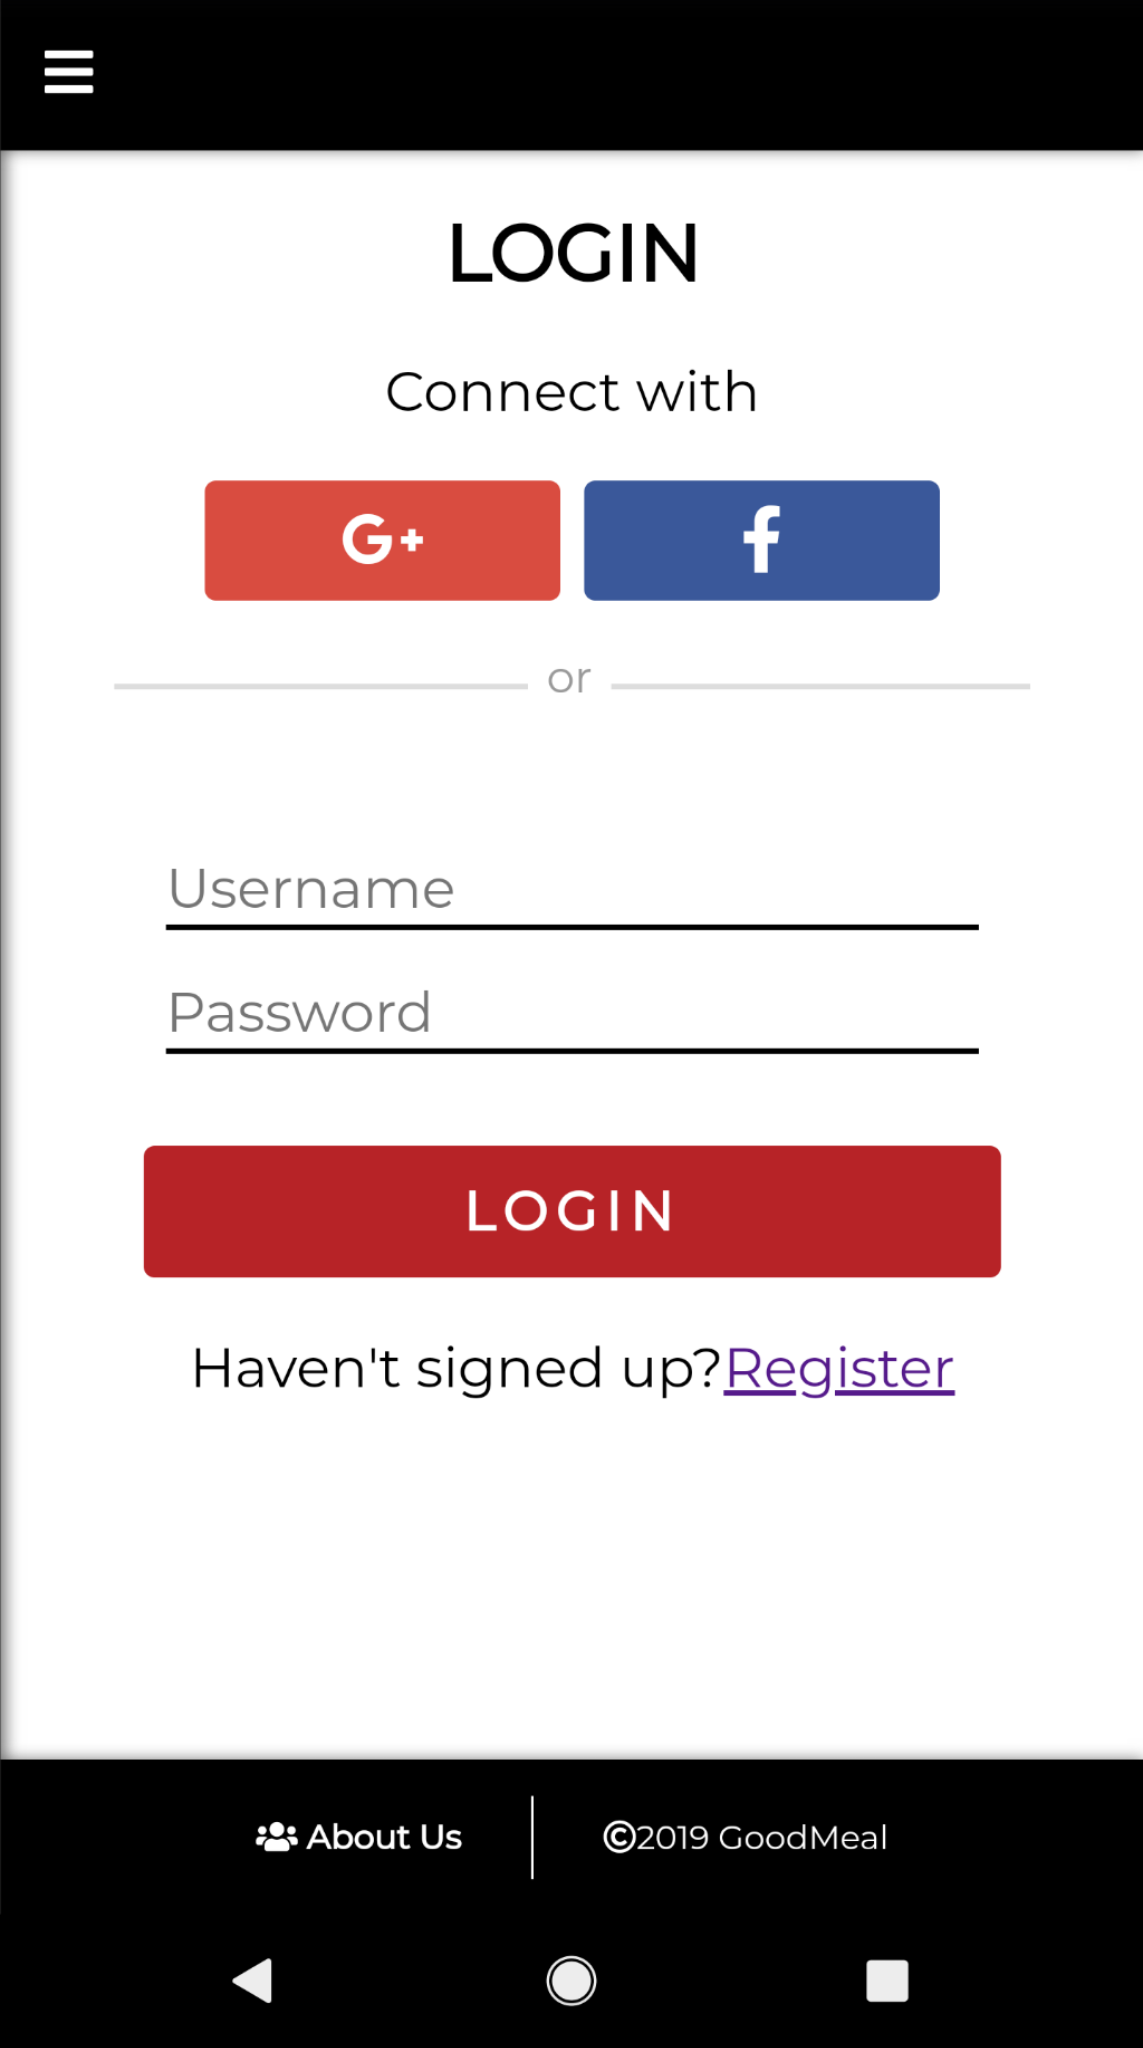 LOGIN
Connect with
G+ f
or
Username
Password
LOGIN
Haven't signed up?Register
About Us
©2019 GoodMeal